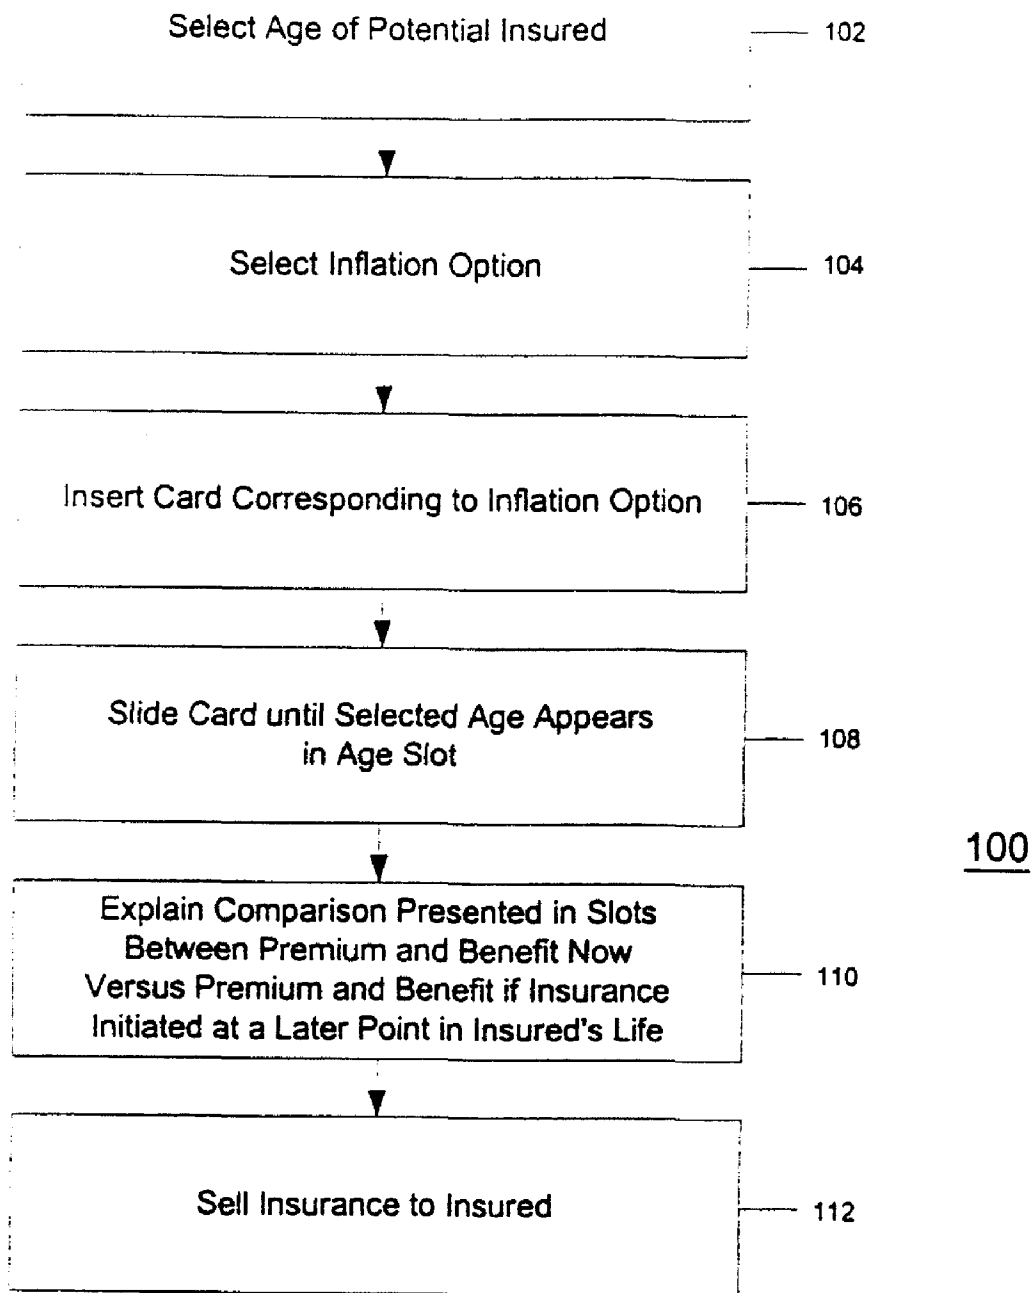 Select Age of Potential Insured
102
Select Inflation Option
104
Insert Card Corresponding to Inflation Option
106
Slide Card until Selected Age Appears
in Age Slot
108
100
Explain Comparison Presented in Slots
Between Premium and Benefit Now
Versus Premium and Benefit if Insurance
Initiated at a Later Point in Insured's Life
110
Sell Insurance to Insured
112